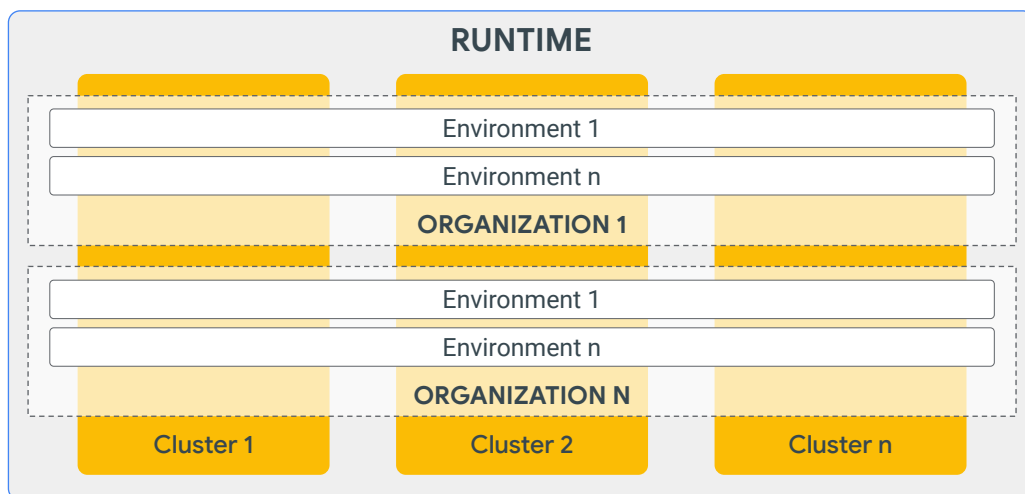 RUNTIME
Environment 1
Environment n
ORGANIZATION 1
Environment 1
Environment n
ORGANIZATION N
Cluster 1
Cluster 2
Cluster n